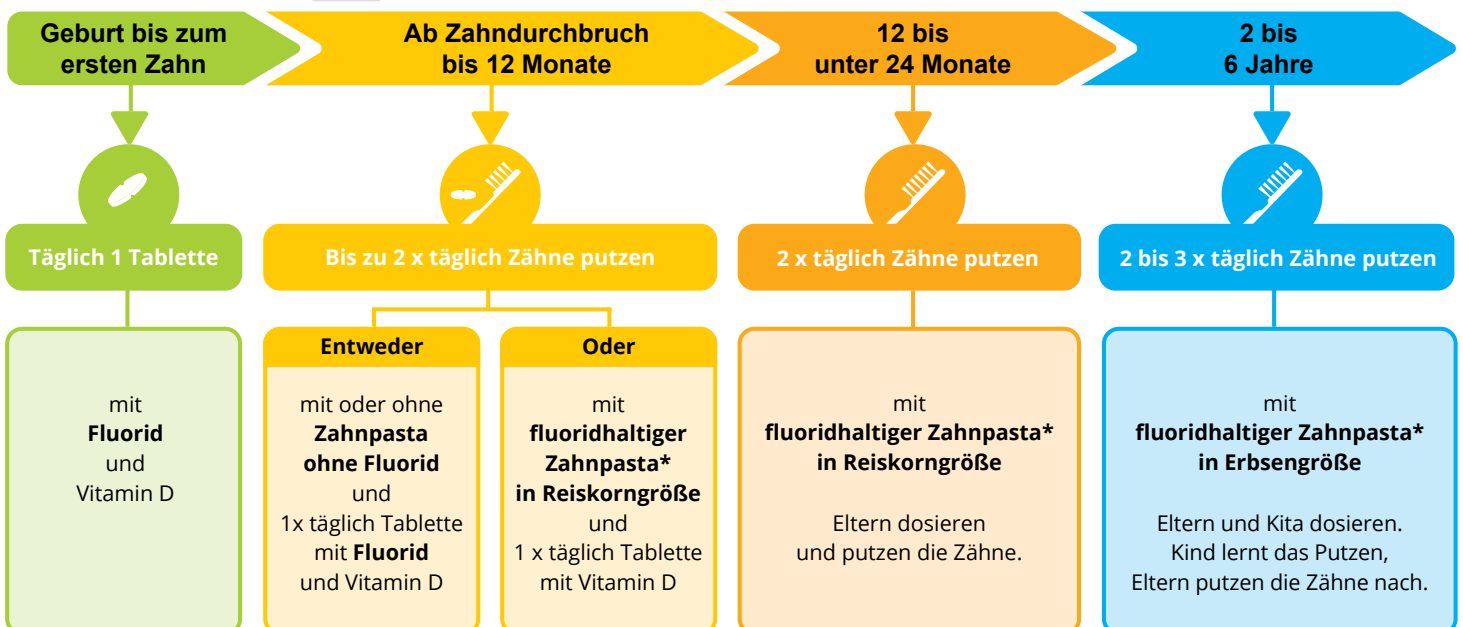 Geburt bis zum
ersten Zahn
Ab Zahndurchbruch
bis 12 Monate
12 bis
unter 24 Monate
2 bis
6 Jahre
Täglich 1 Tablette
Bis zu 2 x täglich Zähne putzen
2 x täglich Zähne putzen
2 bis 3 x täglich Zähne putzen
mit
Fluorid
und
Vitamin D
Entweder
mit oder ohne
Zahnpasta
ohne Fluorid
und
1x täglich Tablette
mit Fluorid
und Vitamin D
Oder
mit
fluoridhaltiger
Zahnpasta*
in Reiskorngröße
und
1 x täglich Tablette
mit Vitamin D
mit
fluoridhaltiger Zahnpasta*
in Reiskorngröße
Eltern dosieren
und putzen die Zähne.
mit
fluoridhaltiger Zahnpasta*
in Erbsengröße
Eltern und Kita dosieren.
Kind lernt das Putzen,
Eltern putzen die Zähne nach.